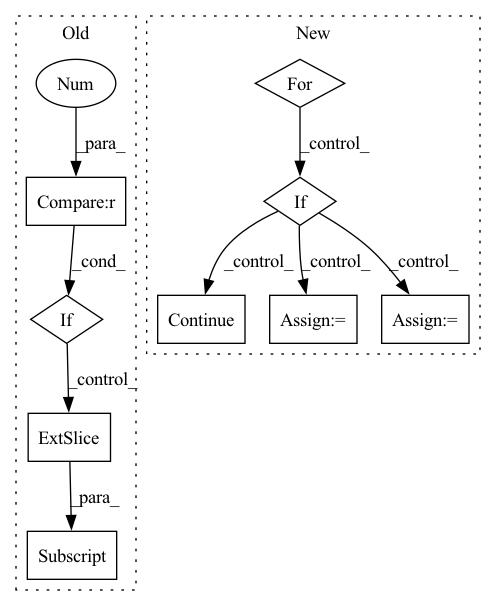 Old
New
Num
For
_para_
_control_
Compare:r
If
_cond_
_control_
_control_
_control_
If
Continue
Assign:=
Assign:=
_control_
ExtSlice
_para_
Subscript